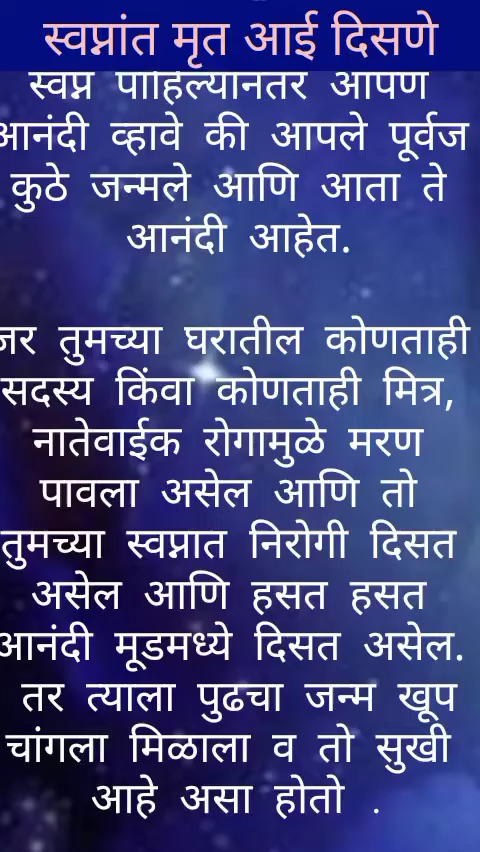 स्वप्नांत मृत आई दिसणे
स्वप्न पाहिल्यानंतर आपण
आनंदी व्हावे की आपले पूर्वज
कुठे जन्मले आणि आता ते
आनंदी आहेत.
जर तुमच्या घरातील कोणताही
सदस्य किंवा कोणताही मित्र,
नातेवाईक रोगामुळे मरण
पावला असेल आणि तो
तुमच्या स्वप्नात निरोगी दिसत
असेल आणि हसत हसत
आनंदी मूडमध्ये दिसत असेल.
तर त्याला पुढचा जन्म खूप
चांगला मिळाला व तो सुखी
आहे असा होतो .